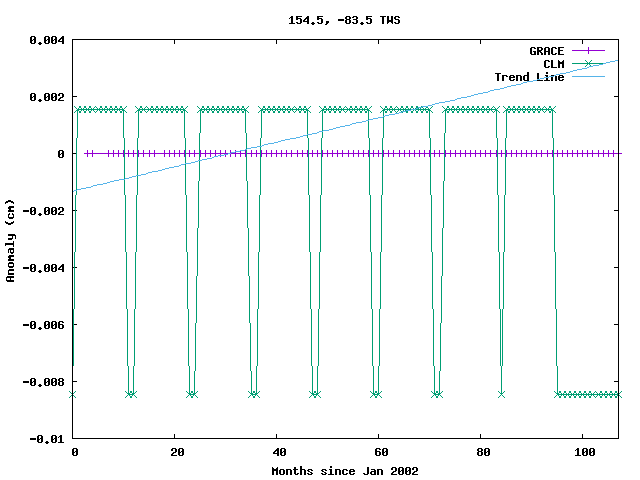 154.5, -83.5 TWS
GRACE
CLM
Trend Line
0.004
0.002
0
-0.002
-0.004
-0.006
-0.008
-0.01
Anomaly (cm)
0 20 40 60 80 100
Months since Jan 2002